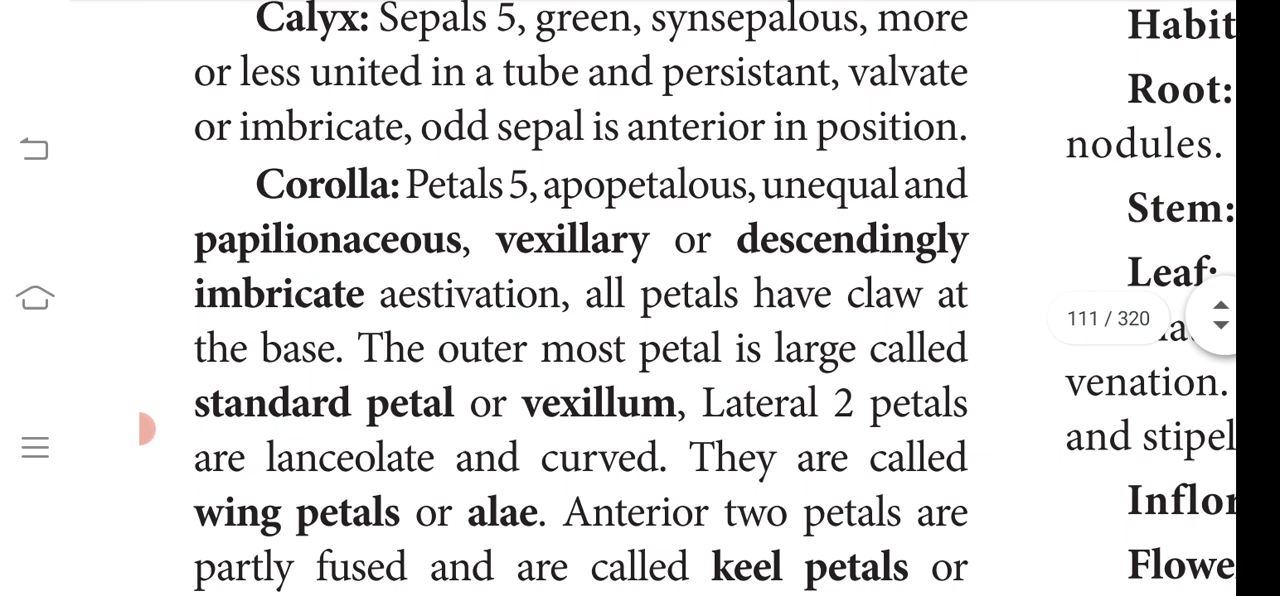 Calyx: Sepals 5, green, synsepalous, more
or less united in a tube and persistant, valvate
or imbricate, odd sepal is anterior in position.
Corolla: Petals 5, apopetalous, unequal and
papilionaceous, vexillary or descendingly
imbricate aestivation, all petals have claw at
the base. The outer most petal is large called
standard petal or vexillum, Lateral 2 petals
are lanceolate and curved. They are called
wing petals or alae. Anterior two petals are
partly fused and are called keel petals or
Habit
Root:
nodules.
Stem:
Leaf:
111 / 320
venation.
and stipel
Inflor
Flowe